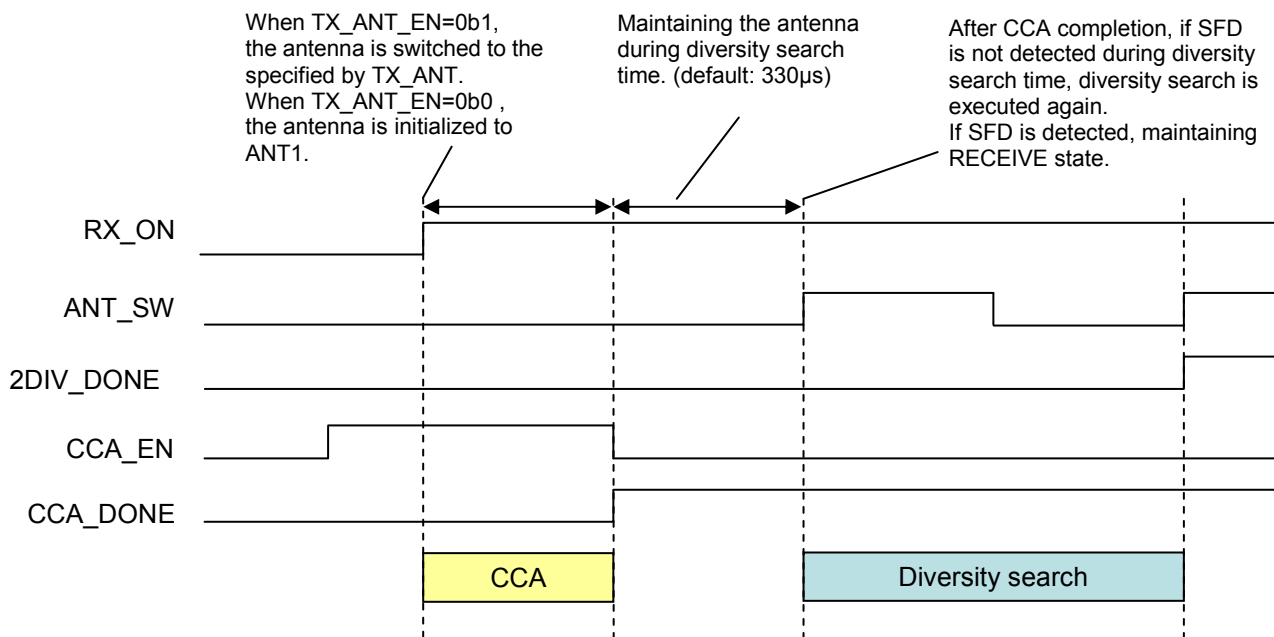 When TX_ANT_EN=0b1,
the antenna is switched to the
specified by TX_ANT.
When TX_ANT_EN=0b0 ,
the antenna is initialized to
ANT1.
Maintaining the antenna
during diversity search
time. (default: 330µs)
After CCA completion, if SFD
is not detected during diversity
search time, diversity search is
executed again.
If SFD is detected, maintaining
RECEIVE state.
RX_ON
ANT_SW
2DIV_DONE
CCA_EN
CCA_DONE
CCA
Diversity search